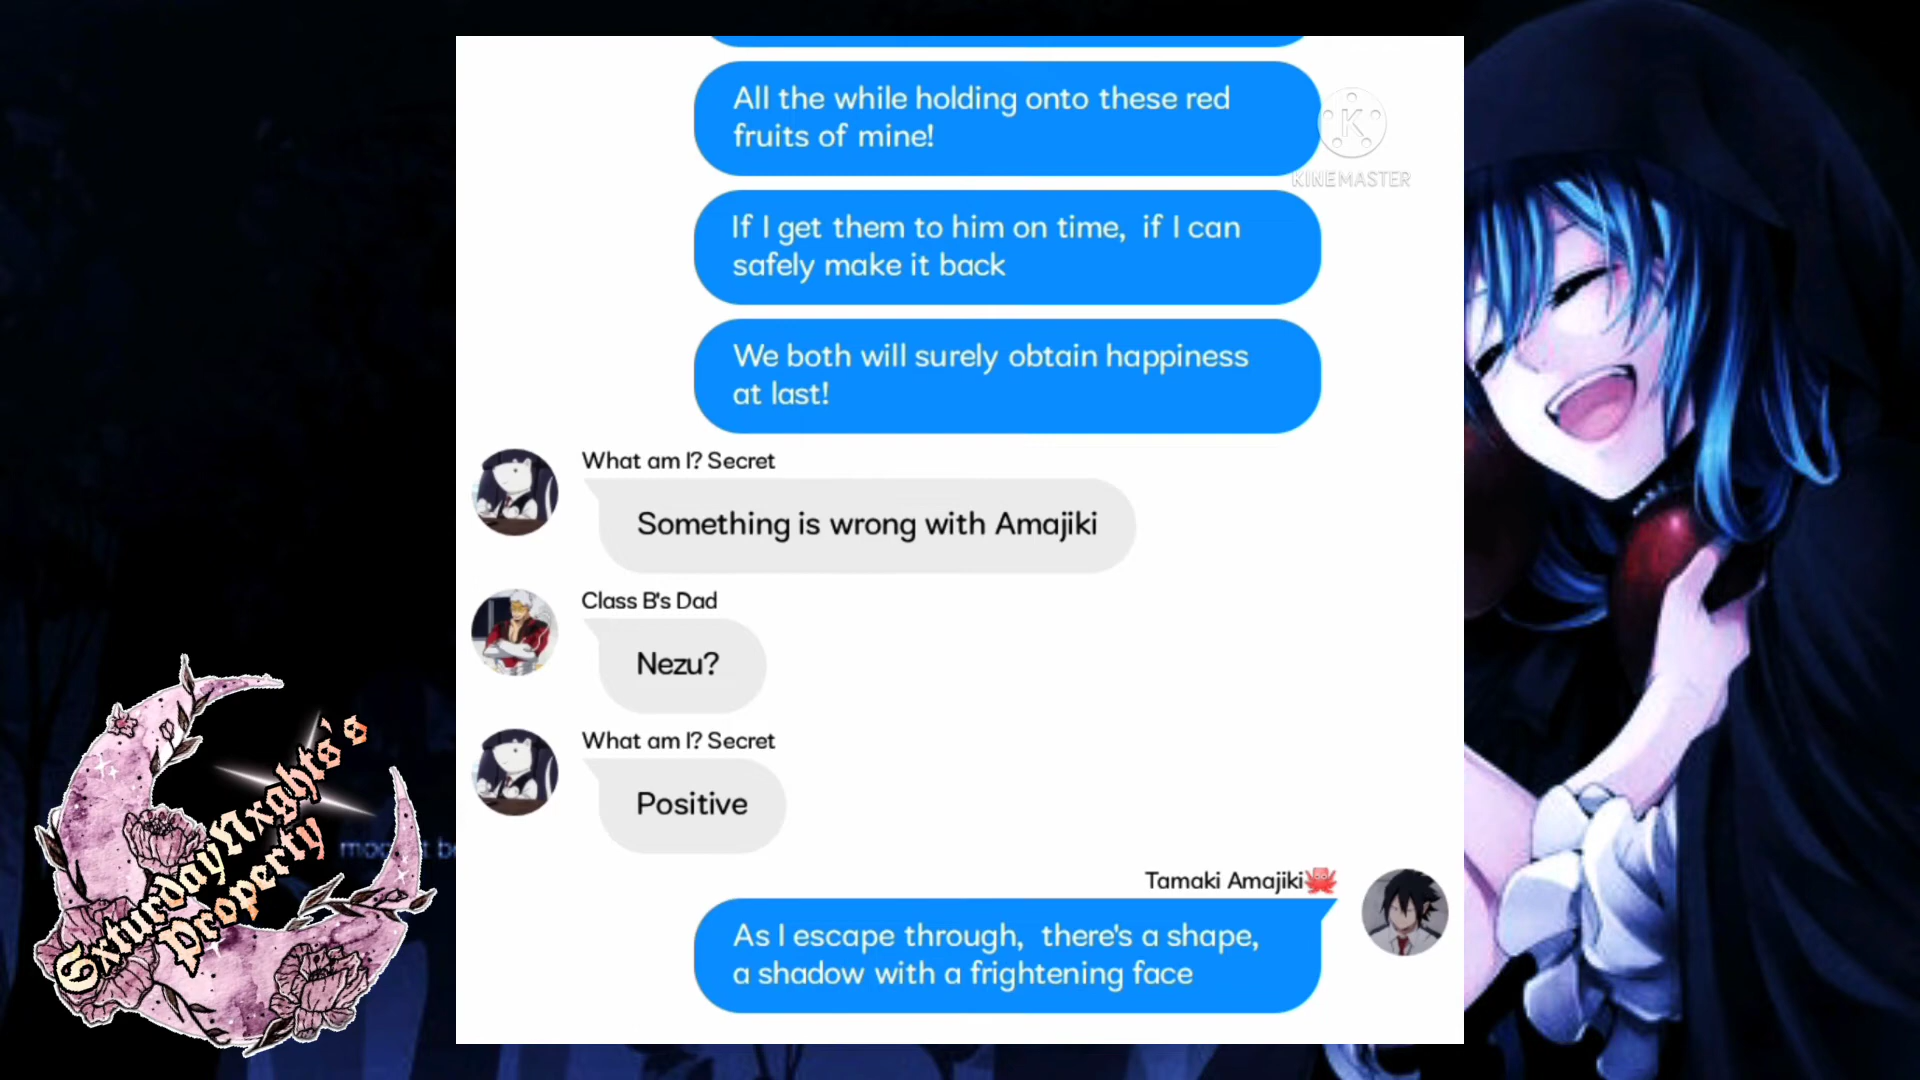 All the while holding onto these red
fruits of mine!
KINEMASTER
If I get them to him on time, if I can
safely make it back
We both will surely obtain happiness
at last!
What am I? Secret
Something is wrong with Amajiki
Class B's Dad
Nezu?
What am I? Secret
Positive
Tamaki Amajiki🐙
As I escape through, there's a shape,
a shadow with a frightening face
SxturdayNxghts's
Property